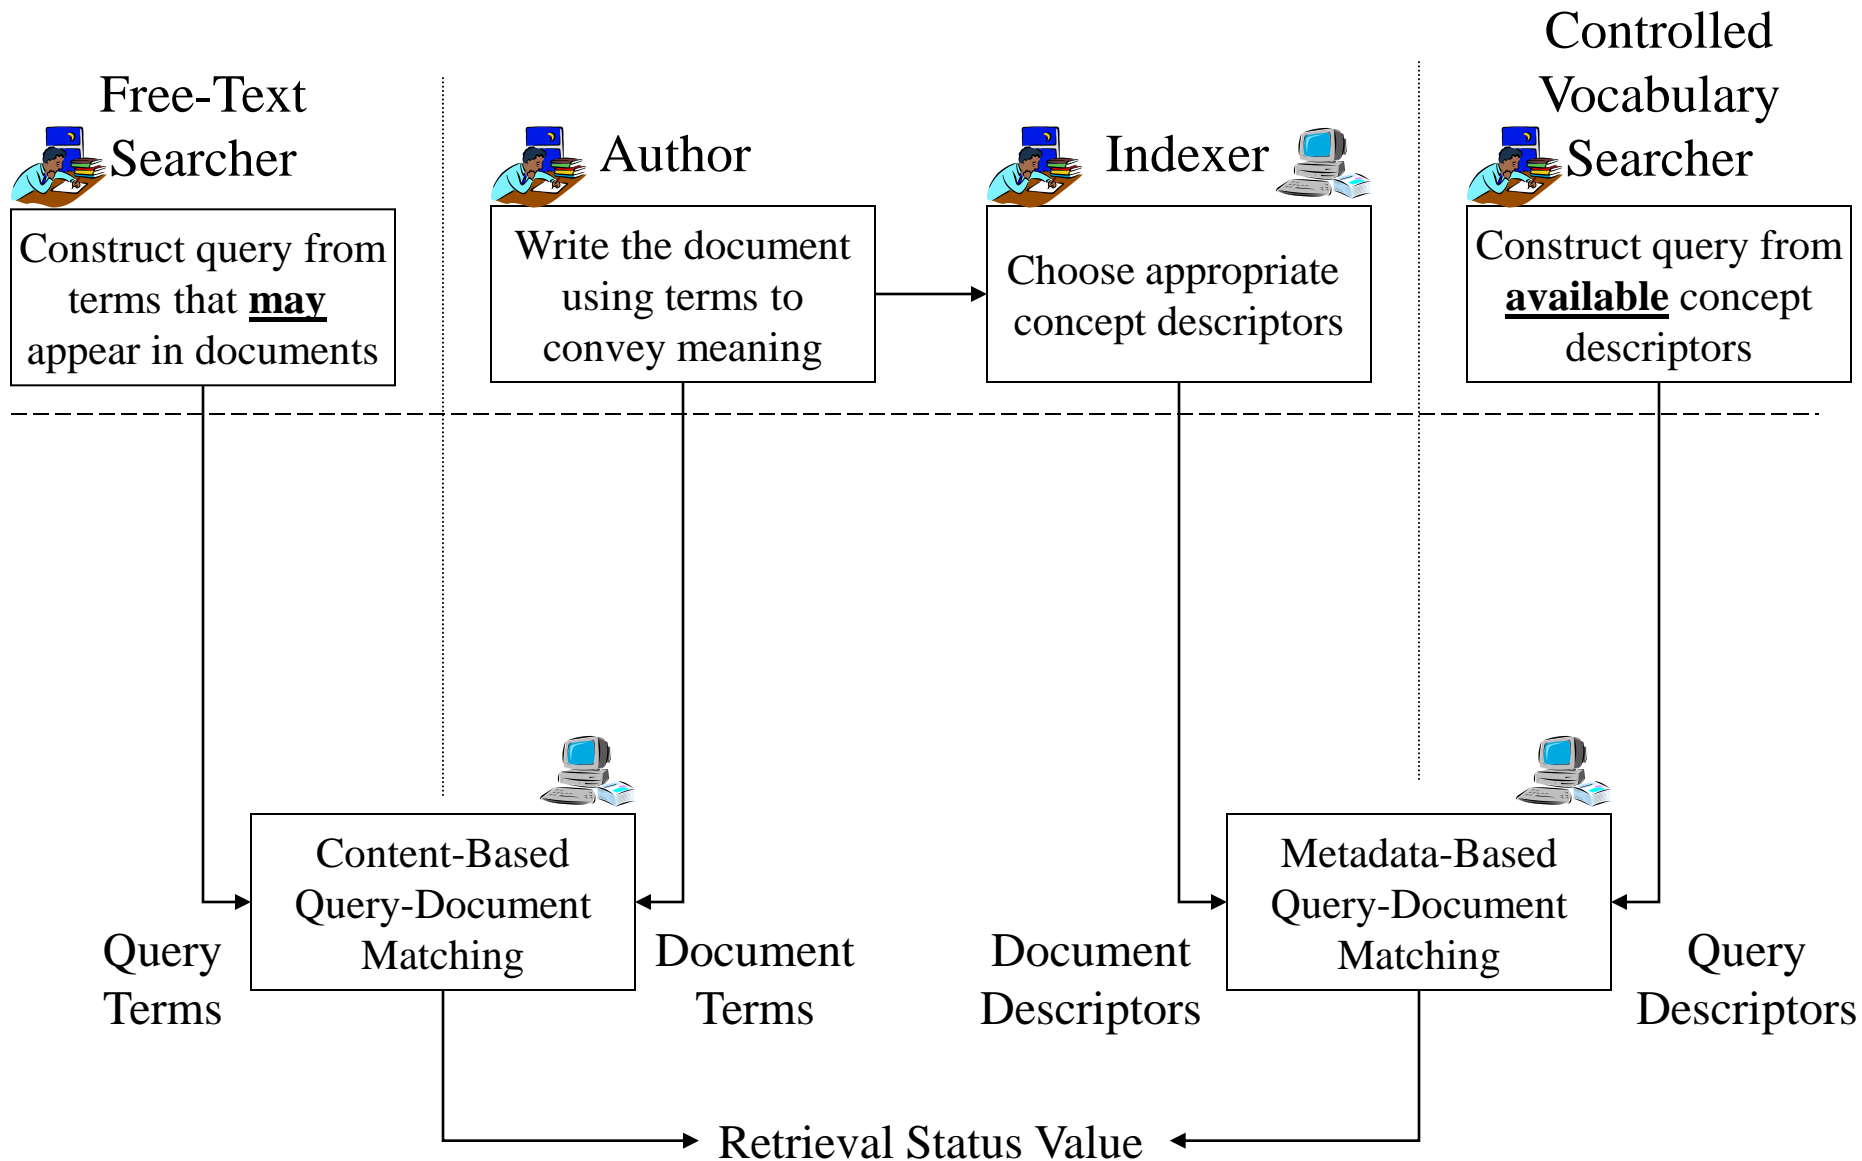 Free-Text
Searcher
Author
Indexer
Controlled
Vocabulary
Searcher
Construct query from
terms that may
appear in documents
Write the document
using terms to
convey meaning
Choose appropriate
concept descriptors
Construct query from
available concept
descriptors
Content-Based
Query-Document
Matching
Metadata-Based
Query-Document
Matching
Query
Terms
Document
Terms
Document
Descriptors
Query
Descriptors
Retrieval Status Value